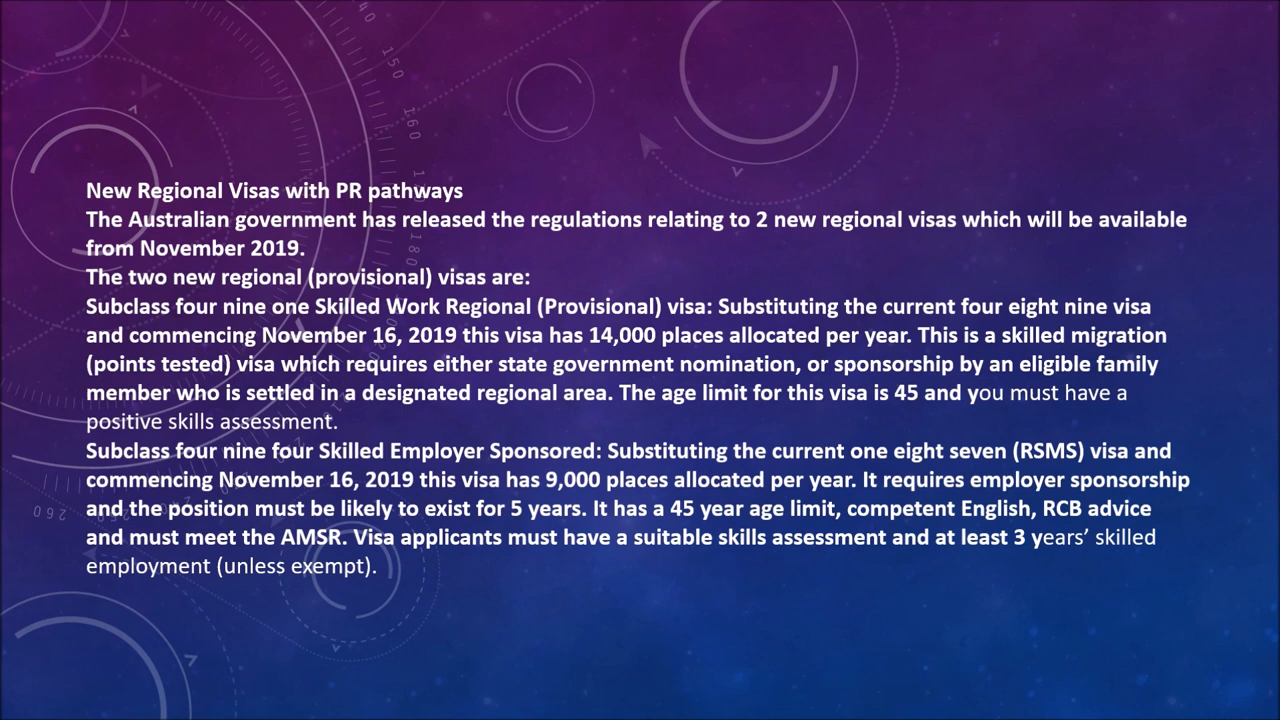 New Regional Visas with PR pathways
The Australian government has released the regulations relating to 2 new regional visas which will be available
from November 2019.
The two new regional (provisional) visas are:
Subclass four nine one Skilled Work Regional (Provisional) visa: Substituting the current four eight nine visa
and commencing November 16, 2019 this visa has 14,000 places allocated per year. This is a skilled migration
(points tested) visa which requires either state government nomination, or sponsorship by an eligible family
member who is settled in a designated regional area. The age limit for this visa is 45 and you must have a
positive skills assessment.
Subclass four nine four Skilled Employer Sponsored: Substituting the current one eight seven (RSMS) visa and
commencing November 16, 2019 this visa has 9,000 places allocated per year. It requires employer sponsorship
and the position must be likely to exist for 5 years. It has a 45 year age limit, competent English, RCB advice
and must meet the AMSR. Visa applicants must have a suitable skills assessment and at least 3 years’ skilled
employment (unless exempt).
150
160
180
260